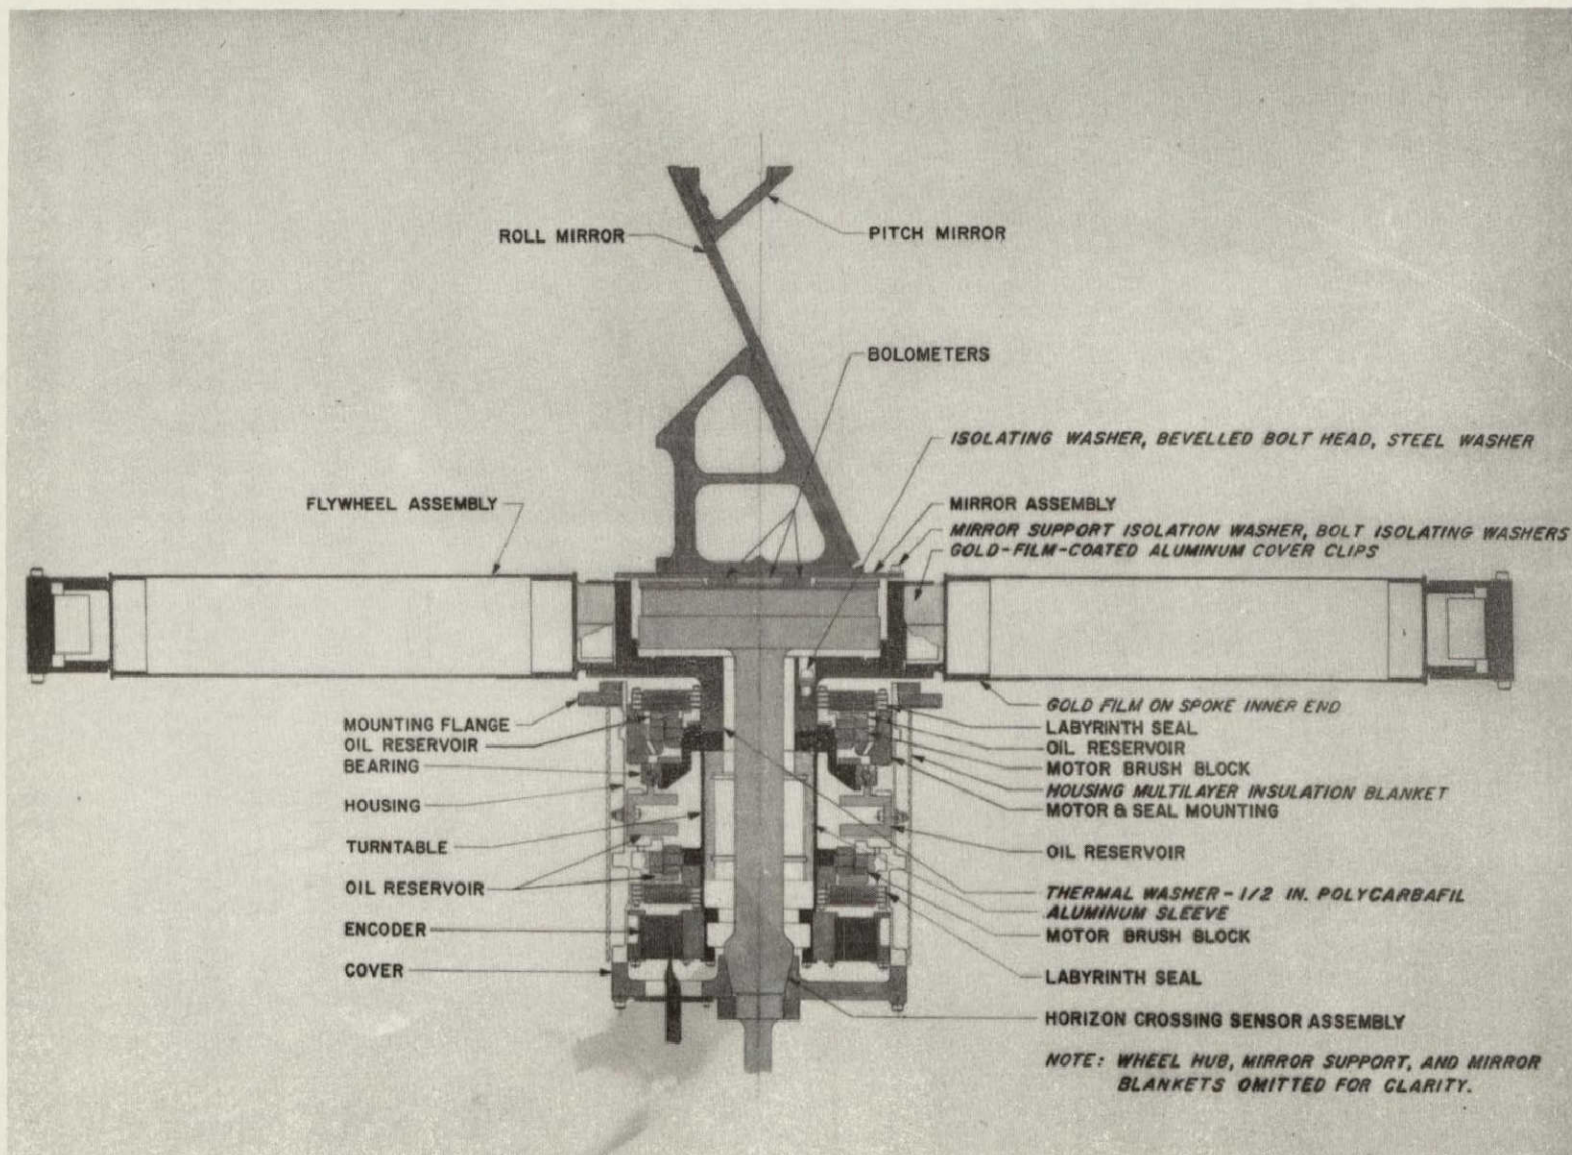 ROLL MIRROR
PITCH MIRROR
BOLOMETERS
ISOLATING WASHER, BEVELLED BOLT HEAD, STEEL WASHER
FLYWHEEL ASSEMBLY
MIRROR ASSEMBLY
MIRROR SUPPORT ISOLATION WASHER, BOLT ISOLATING WASHERS
GOLD-FILM-COATED ALUMINUM COVER CLIPS
MOUNTING FLANGE
OIL RESERVOIR
BEARING
HOUSING
TURNTABLE
OIL RESERVOIR
ENCODER
COVER
GOLD FILM ON SPOKE INNER END
LABYRINTH SEAL
OIL RESERVOIR
MOTOR BRUSH BLOCK
HOUSING MULTILAYER INSULATION BLANKET
MOTOR & SEAL MOUNTING
OIL RESERVOIR
THERMAL WASHER - 1/2 IN. POLYCARBAFIL
ALUMINUM SLEEVE
MOTOR BRUSH BLOCK
LABYRINTH SEAL
HORIZON CROSSING SENSOR ASSEMBLY
NOTE: WHEEL HUB, MIRROR SUPPORT, AND MIRROR
BLANKETS OMITTED FOR CLARITY.